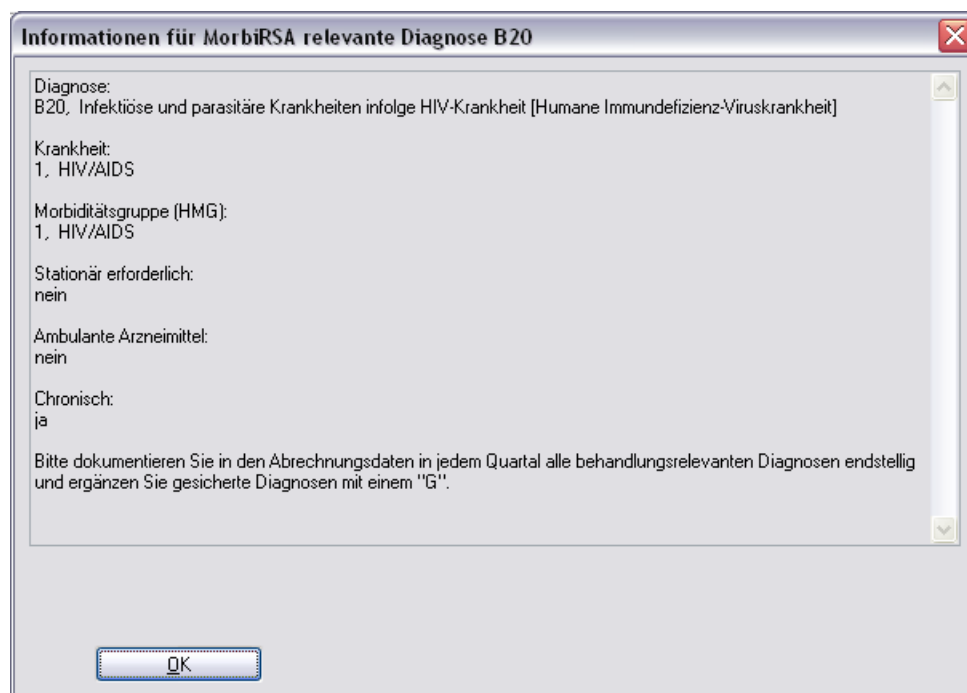 Informationen für MorbiRSA relevante Diagnose B20
Diagnose:
B20,  Infektiöse und parasitäre Krankheiten infolge HIV-Krankheit [Humane Immundefizienz-Viruskrankheit]
Krankheit:
1,  HIV/AIDS
Morbiditätsgruppe (HMG):
1,  HIV/AIDS
Stationär erforderlich:
nein
Ambulante Arzneimittel:
nein
Chronisch:
ja
Bitte dokumentieren Sie in den Abrechnungsdaten in jedem Quartal alle behandlungsrelevanten Diagnosen endstellig
und ergänzen Sie gesicherte Diagnosen mit einem "G".
OK